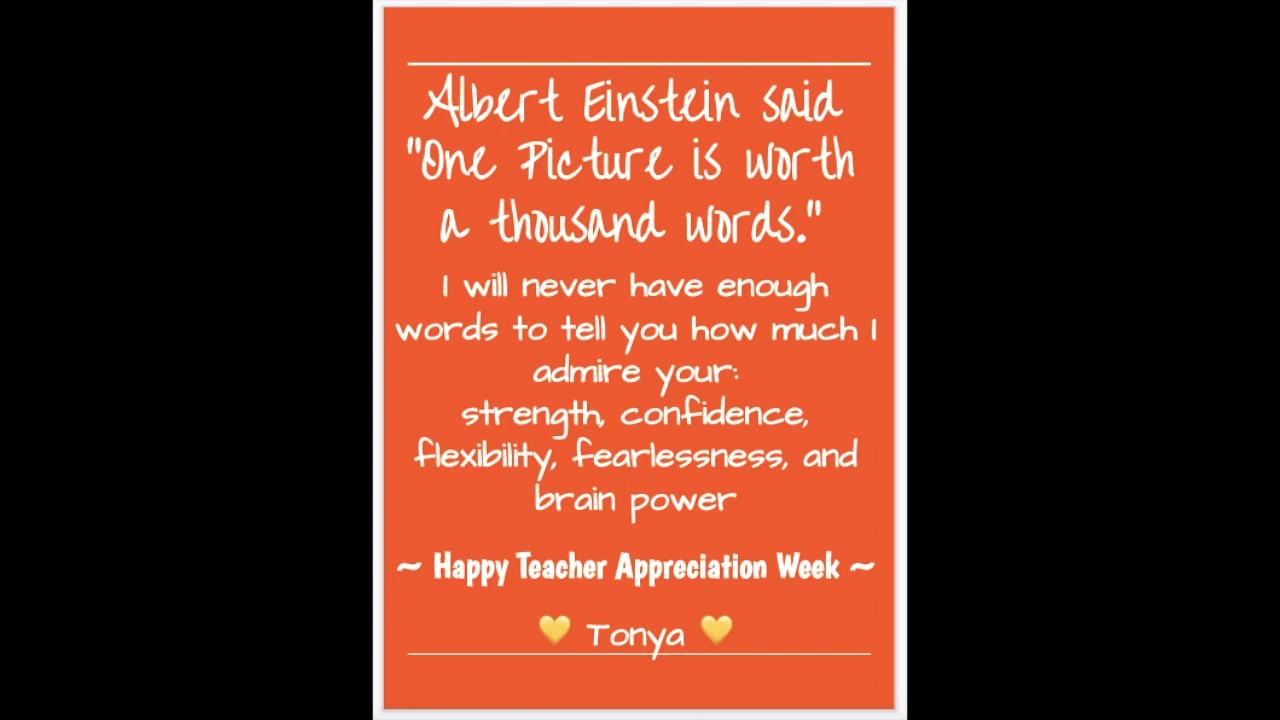 Albert Einstein said
"One Picture is worth
a thousand words."
I will never have enough
words to tell you how much I
admire your:
strength, confidence,
flexibility, fearlessness, and
brain power
~ Happy Teacher Appreciation Week ~
💛 Tonya 💛